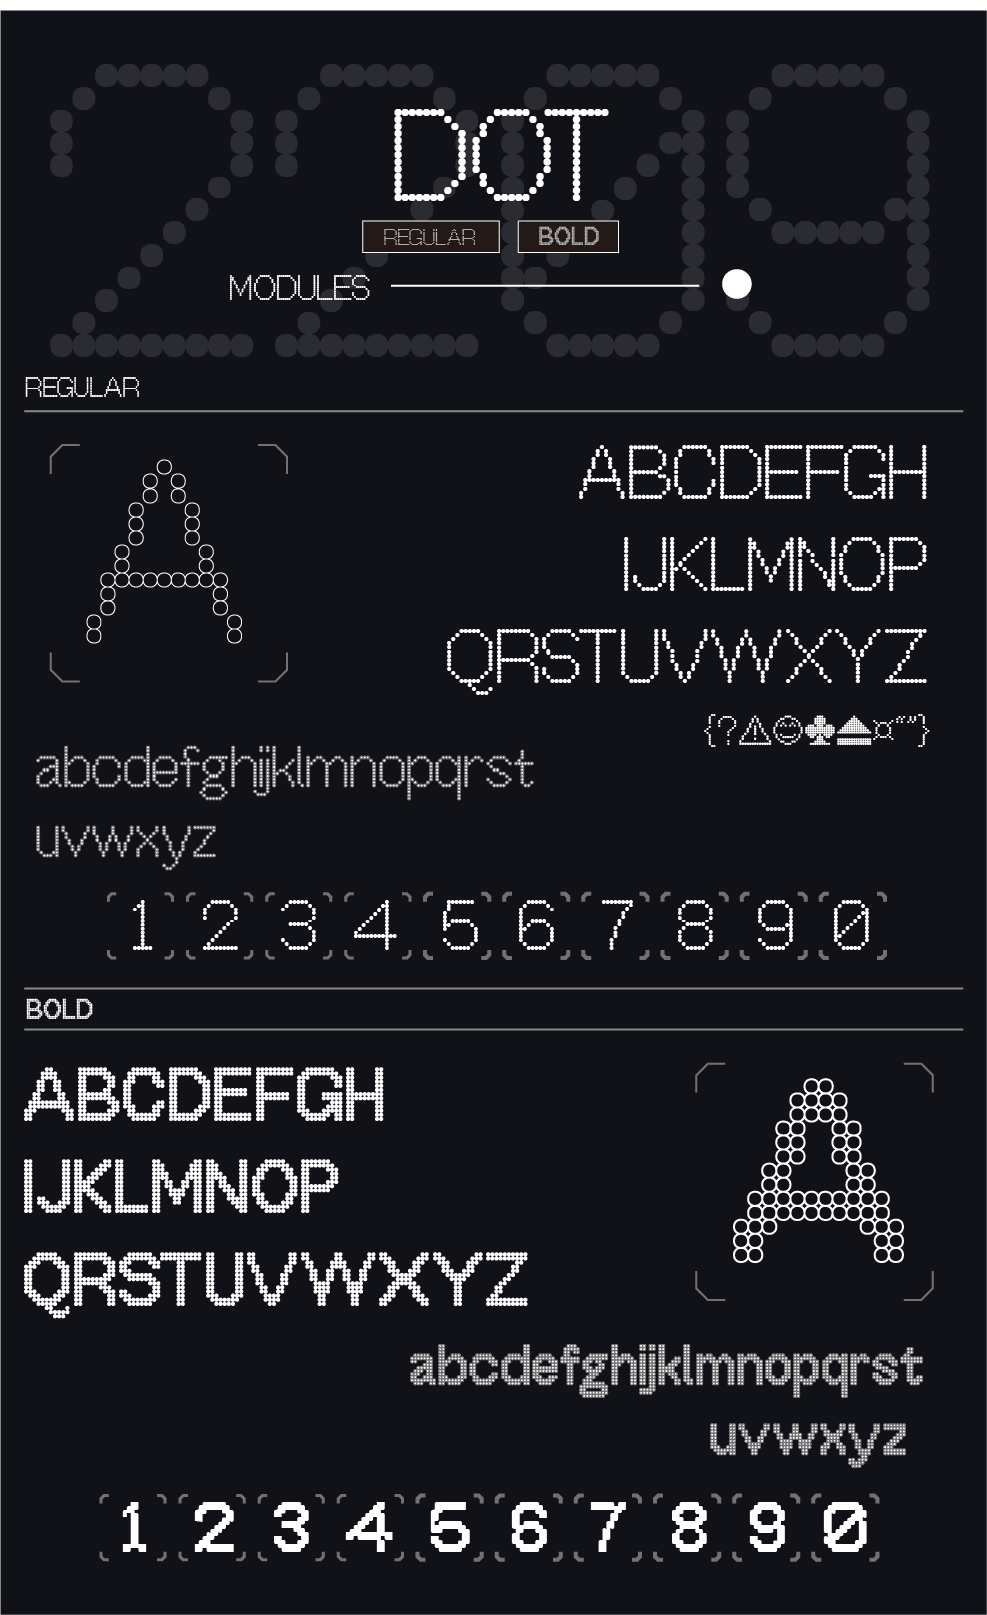 2209
DOT
REGULAR BOLD
MODULES
REGULAR
A
ABCDEFGH
IJKLMNOP
QRSTUVWXYZ
{?⚠☺♣⏏¤“”}
abcdefghijklmnopqrst
uvwxyz
1 2 3 4 5 6 7 8 9 0
BOLD
ABCDEFGH
IJKLMNOP
QRSTUVWXYZ
A
abcdefghijklmnopqrst
uvwxyz
1 2 3 4 5 6 7 8 9 0